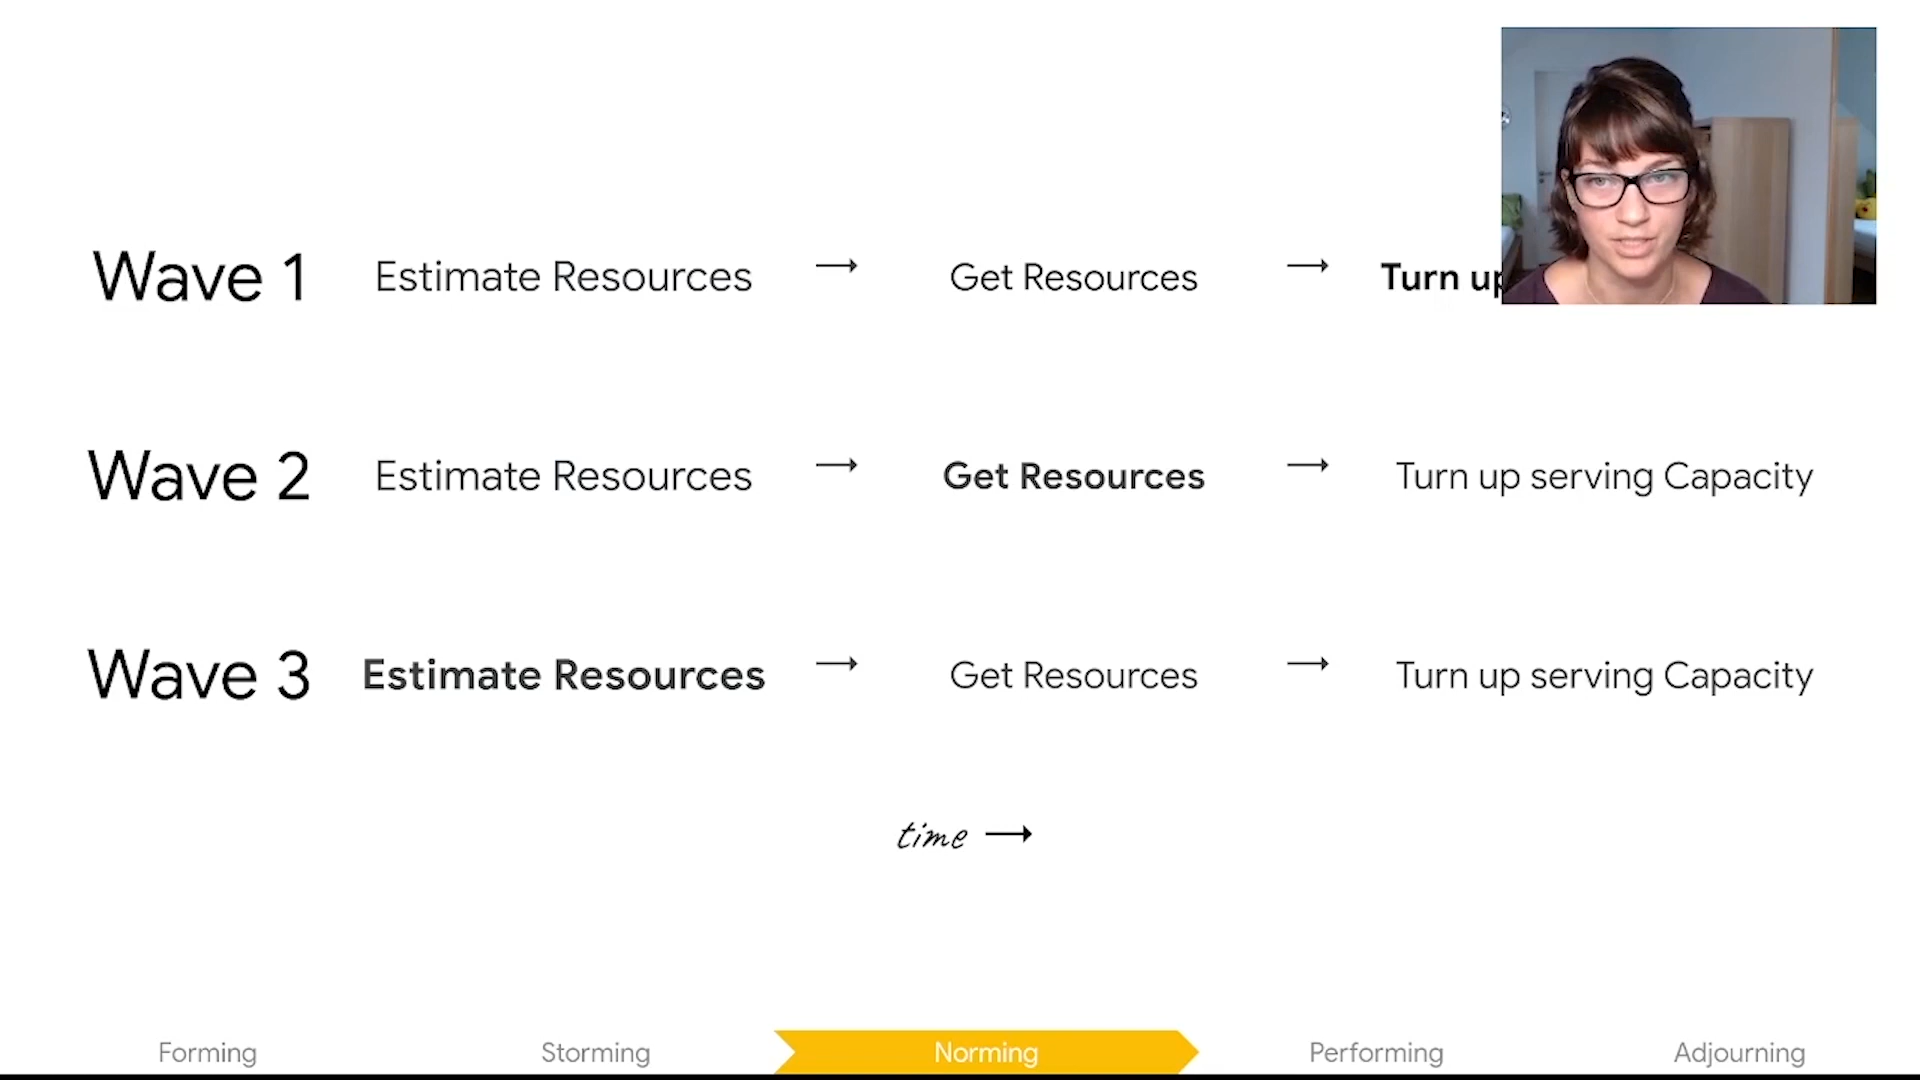 Wave 1 Estimate Resources → Get Resources → Turn up
Wave 2 Estimate Resources → Get Resources → Turn up serving Capacity
Wave 3 Estimate Resources → Get Resources → Turn up serving Capacity
time →
Forming Storming Norming Performing Adjourning